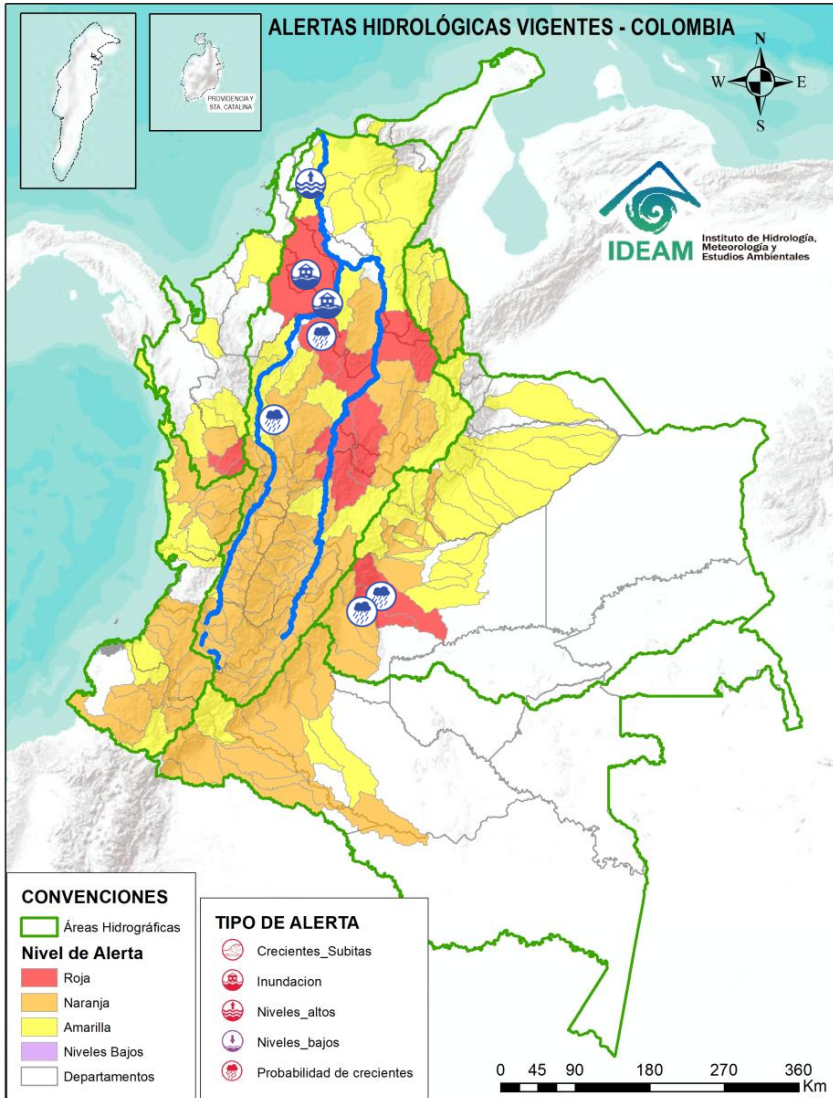 ALERTAS HIDROLÓGICAS VIGENTES - COLOMBIA
N
W
E
S
PROVIDENCIA Y
STA. CATALINA
IDEAM
Instituto de Hidrología,
Meteorología y
Estudios Ambientales
CONVENCIONES
Áreas Hidrográficas
Nivel de Alerta
Roja
Naranja
Amarilla
Niveles Bajos
Departamentos
TIPO DE ALERTA
Crecientes_Subitas
Inundacion
Niveles_altos
Niveles_bajos
Probabilidad de crecientes
0 45 90 180 270 360
Km